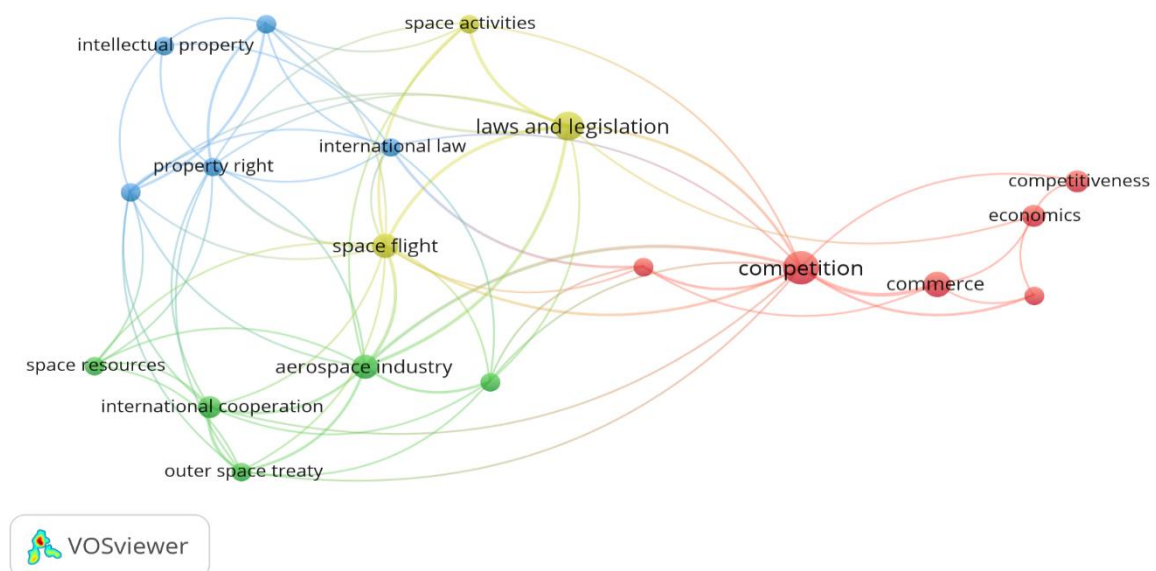 space activities
intellectual property
laws and legislation
international law
property right
competitiveness
economics
space flight
competition
commerce
space resources
aerospace industry
international cooperation
outer space treaty
VOSviewer